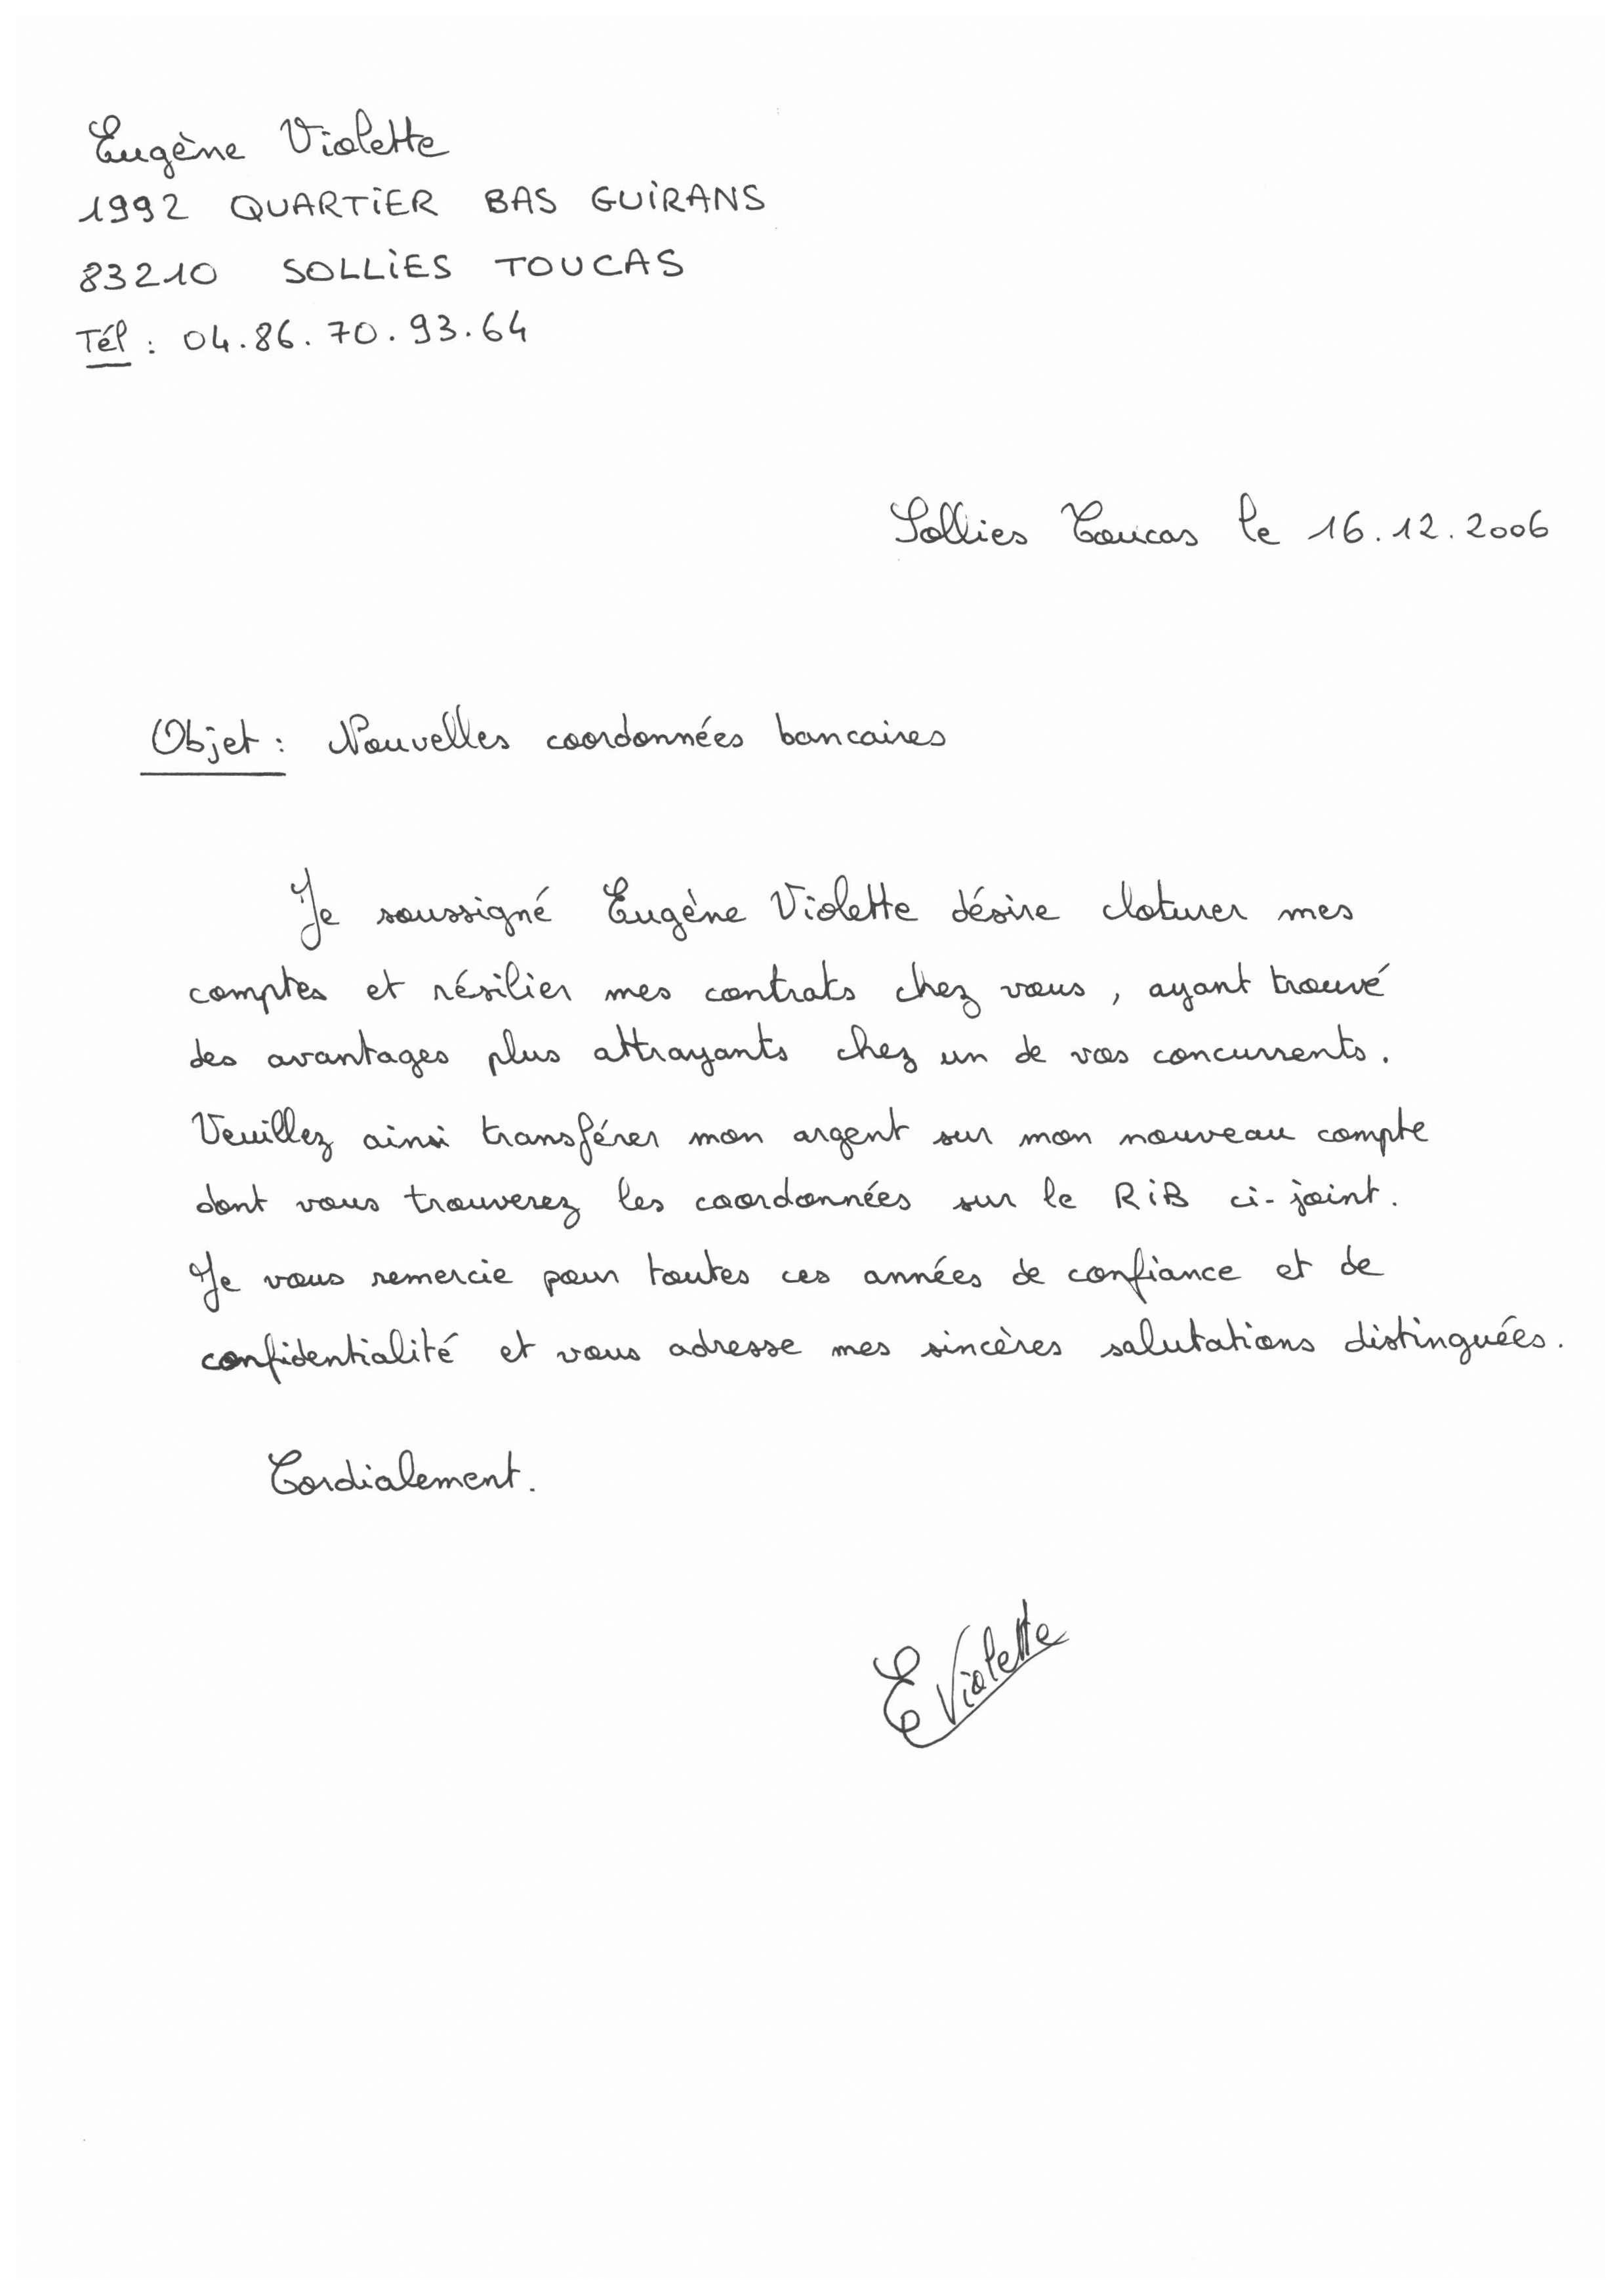 Eugène Violette
1992 QUARTIER BAS GUIRANS
83210 SOLLIES TOUCAS
Tél : 04.86.70.93.64
Sollies Toucas le 16.12.2006
Objet : Nouvelles coordonnées bancaires
Je soussigné Eugène Violette désire cloturer mes
comptes et résilier mes contrats chez vous, ayant trouvé
des avantages plus attrayants chez un de vos concurrents.
Veuillez ainsi transférer mon argent sur mon nouveau compte
dont vous trouverez les coordonnées sur le RIB ci-joint.
Je vous remercie pour toutes ces années de confiance et de
confidentialité et vous adresse mes sincères salutations distinguées.
Cordialement.
E Violette